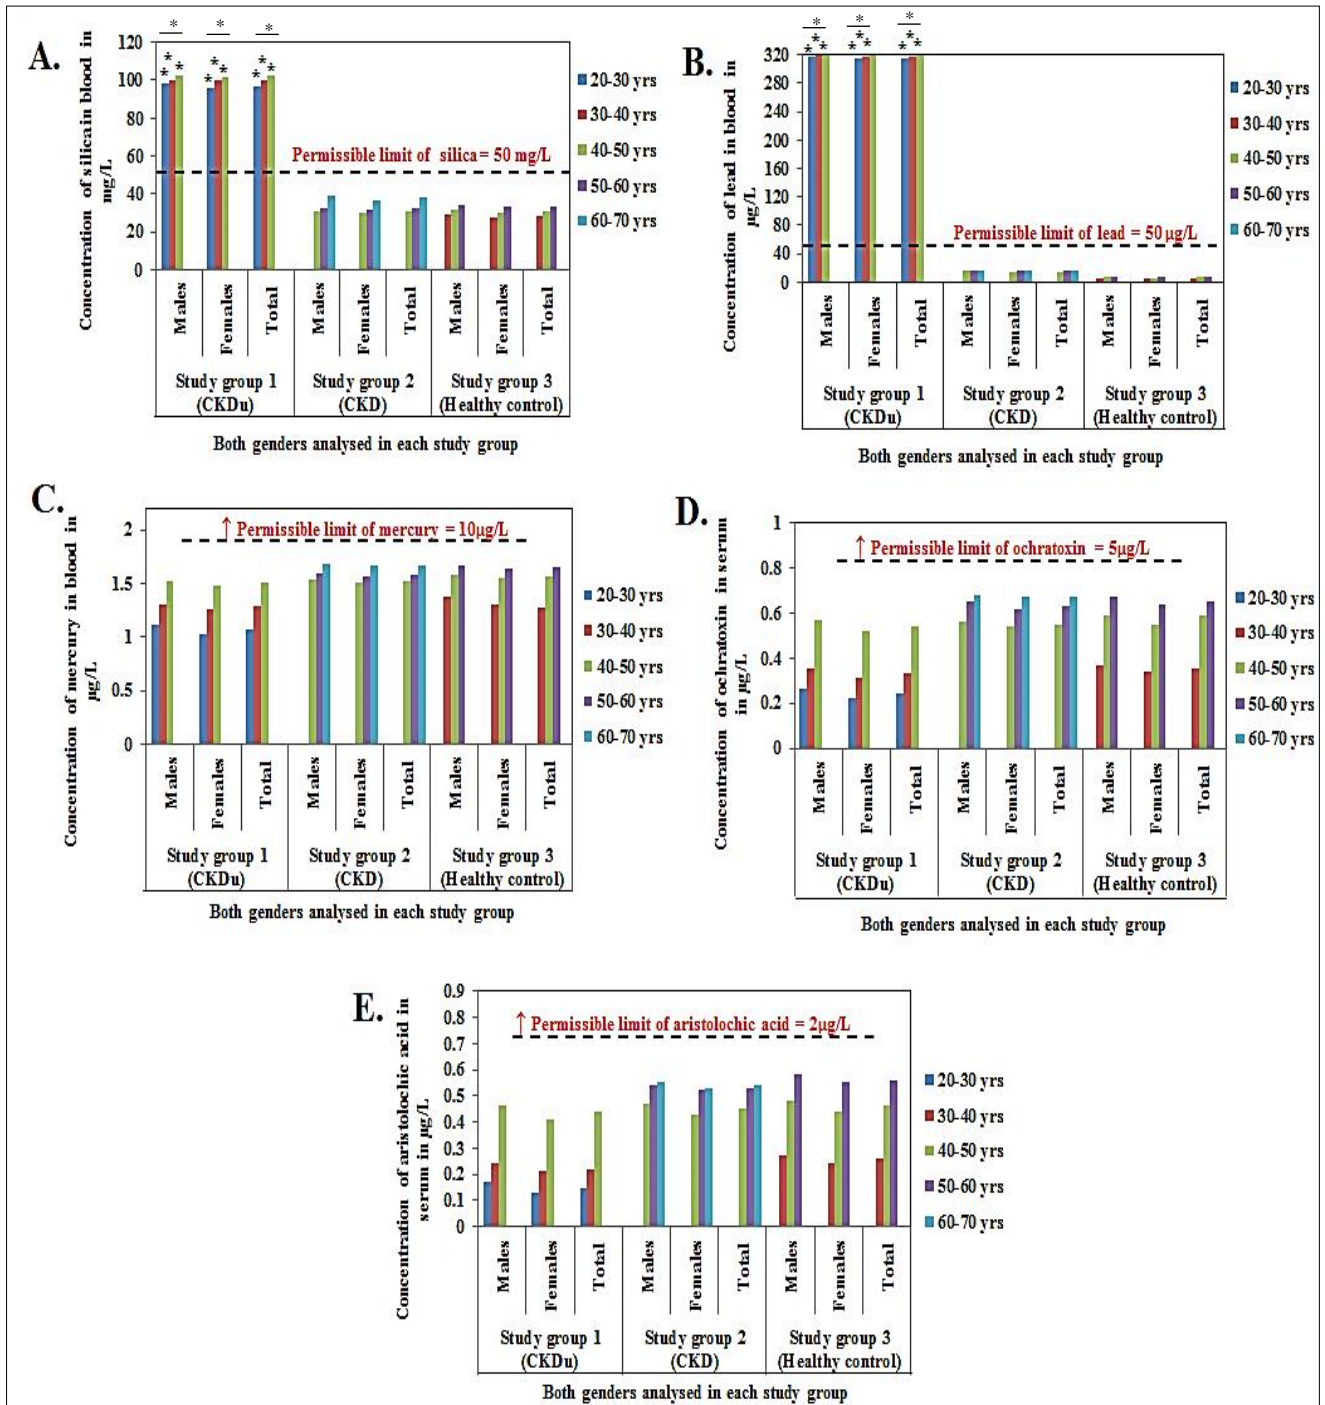 A.
Concentration of silica in blood in
mg/L
* * *
* * * * * * * * *
120
100
80
60
40
20
0
Permissible limit of silica = 50 mg/L
20-30 yrs
30-40 yrs
40-50 yrs
50-60 yrs
60-70 yrs
Males Females Total Males Females Total Males Females Total
Study group 1 Study group 2 Study group 3
(CKDu) (CKD) (Healthy control)
Both genders analysed in each study group
B.
Concentration of lead in blood in
µg/L
* * *
* * * * * * * * *
320
280
240
200
160
120
80
40
0
Permissible limit of lead = 50 µg/L
20-30 yrs
30-40 yrs
40-50 yrs
50-60 yrs
60-70 yrs
Males Females Total Males Females Total Males Females Total
Study group 1 Study group 2 Study group 3
(CKDu) (CKD) (Healthy control)
Both genders analysed in each study group
C.
Concentration of mercury in blood in
µg/L
2
1.5
1
0.5
0
↑ Permissible limit of mercury = 10µg/L
20-30 yrs
30-40 yrs
40-50 yrs
50-60 yrs
60-70 yrs
Males Females Total Males Females Total Males Females Total
Study group 1 Study group 2 Study group 3
(CKDu) (CKD) (Healthy control)
Both genders analysed in each study group
D.
Concentration of ochratoxin in serum
in µg/L
1
0.8
0.6
0.4
0.2
0
↑ Permissible limit of ochratoxin = 5µg/L
20-30 yrs
30-40 yrs
40-50 yrs
50-60 yrs
60-70 yrs
Males Females Total Males Females Total Males Females Total
Study group 1 Study group 2 Study group 3
(CKDu) (CKD) (Healthy control)
Both genders analysed in each study group
E.
Concentration of aristolochic acid in
serum in µg/L
0.9
0.8
0.7
0.6
0.5
0.4
0.3
0.2
0.1
0
↑ Permissible limit of aristolochic acid = 2µg/L
20-30 yrs
30-40 yrs
40-50 yrs
50-60 yrs
60-70 yrs
Males Females Total Males Females Total Males Females Total
Study group 1 Study group 2 Study group 3
(CKDu) (CKD) (Healthy control)
Both genders analysed in each study group